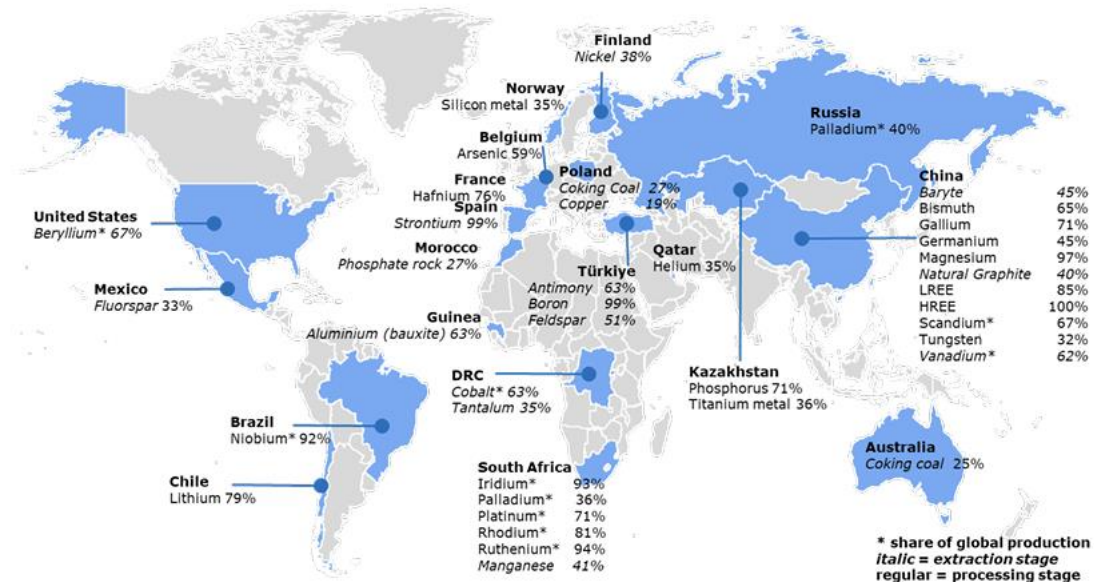 Finland
Nickel 38%
Norway
Silicon metal 35%
Belgium
Arsenic 59%
France
Hafnium 76%
Spain
Strontium 99%
Morocco
Phosphate rock 27%
Poland
Coking Coal 27%
Copper 19%
Russia
Palladium* 40%
China
Baryte 45%
Bismuth 65%
Gallium 71%
Germanium 45%
Magnesium 97%
Natural Graphite 40%
LREE 85%
HREE 100%
Scandium* 67%
Tungsten 32%
Vanadium* 62%
United States
Beryllium* 67%
Mexico
Fluorspar 33%
Qatar
Helium 35%
Türkiye
Antimony 63%
Boron 99%
Feldspar 51%
Guinea
Aluminium (bauxite) 63%
DRC
Cobalt* 63%
Tantalum 35%
Kazakhstan
Phosphorus 71%
Titanium metal 36%
Brazil
Niobium* 92%
Chile
Lithium 79%
South Africa
Iridium* 93%
Palladium* 36%
Platinum* 71%
Rhodium* 81%
Ruthenium* 94%
Manganese 41%
Australia
Coking coal 25%
* share of global production
italic = extraction stage
regular = processing stage